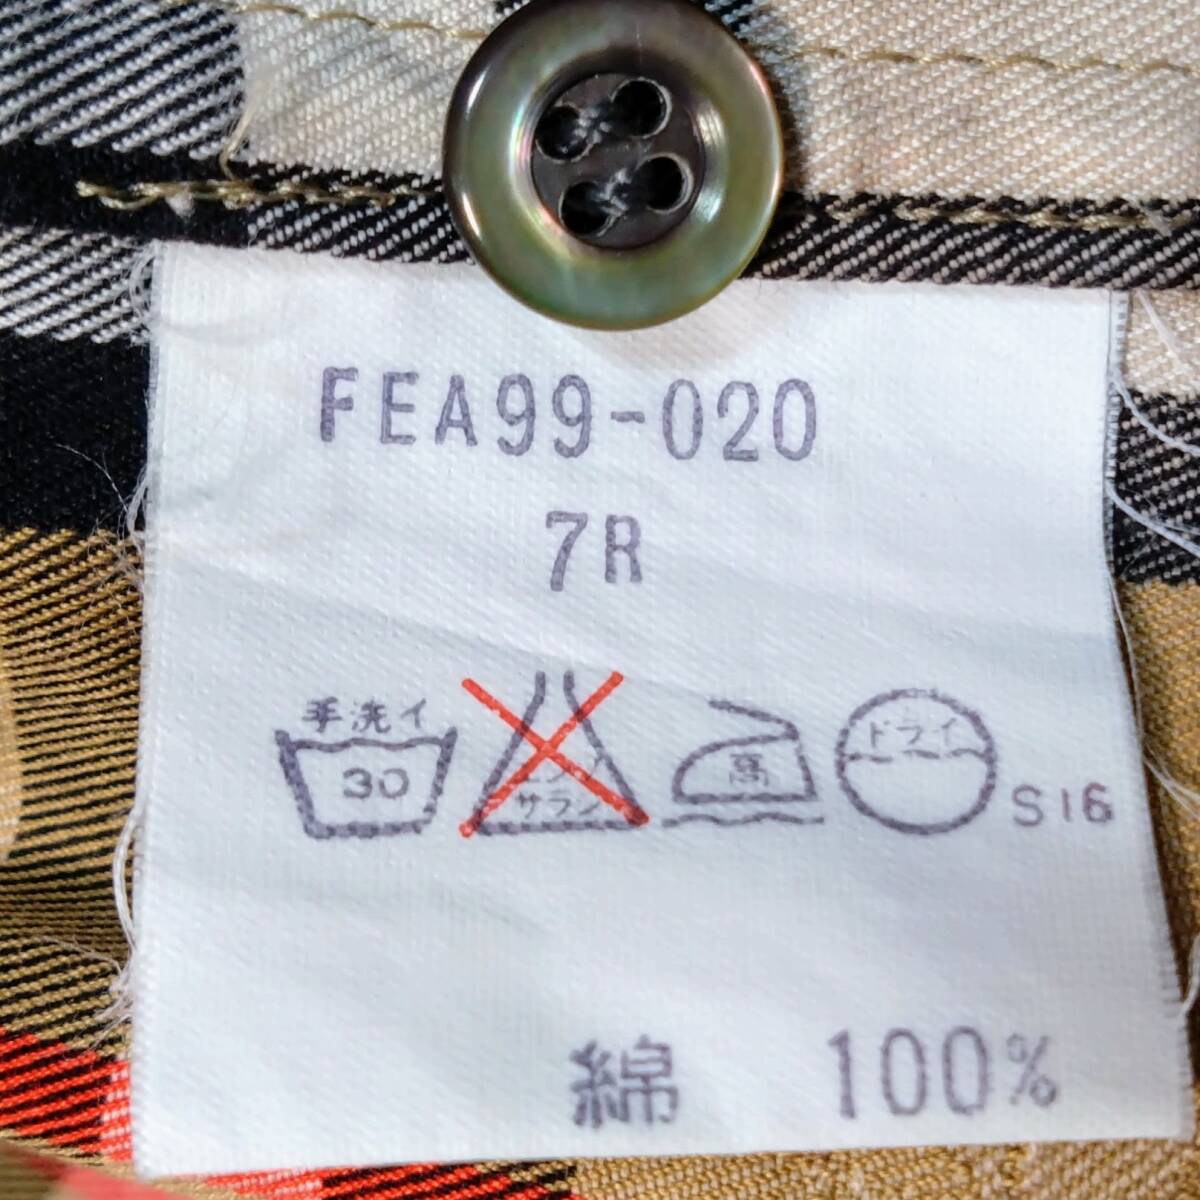 FEA99-020
7R
手洗イ
30
エンソ
サラシ
高
ドライ
S16
綿 100%